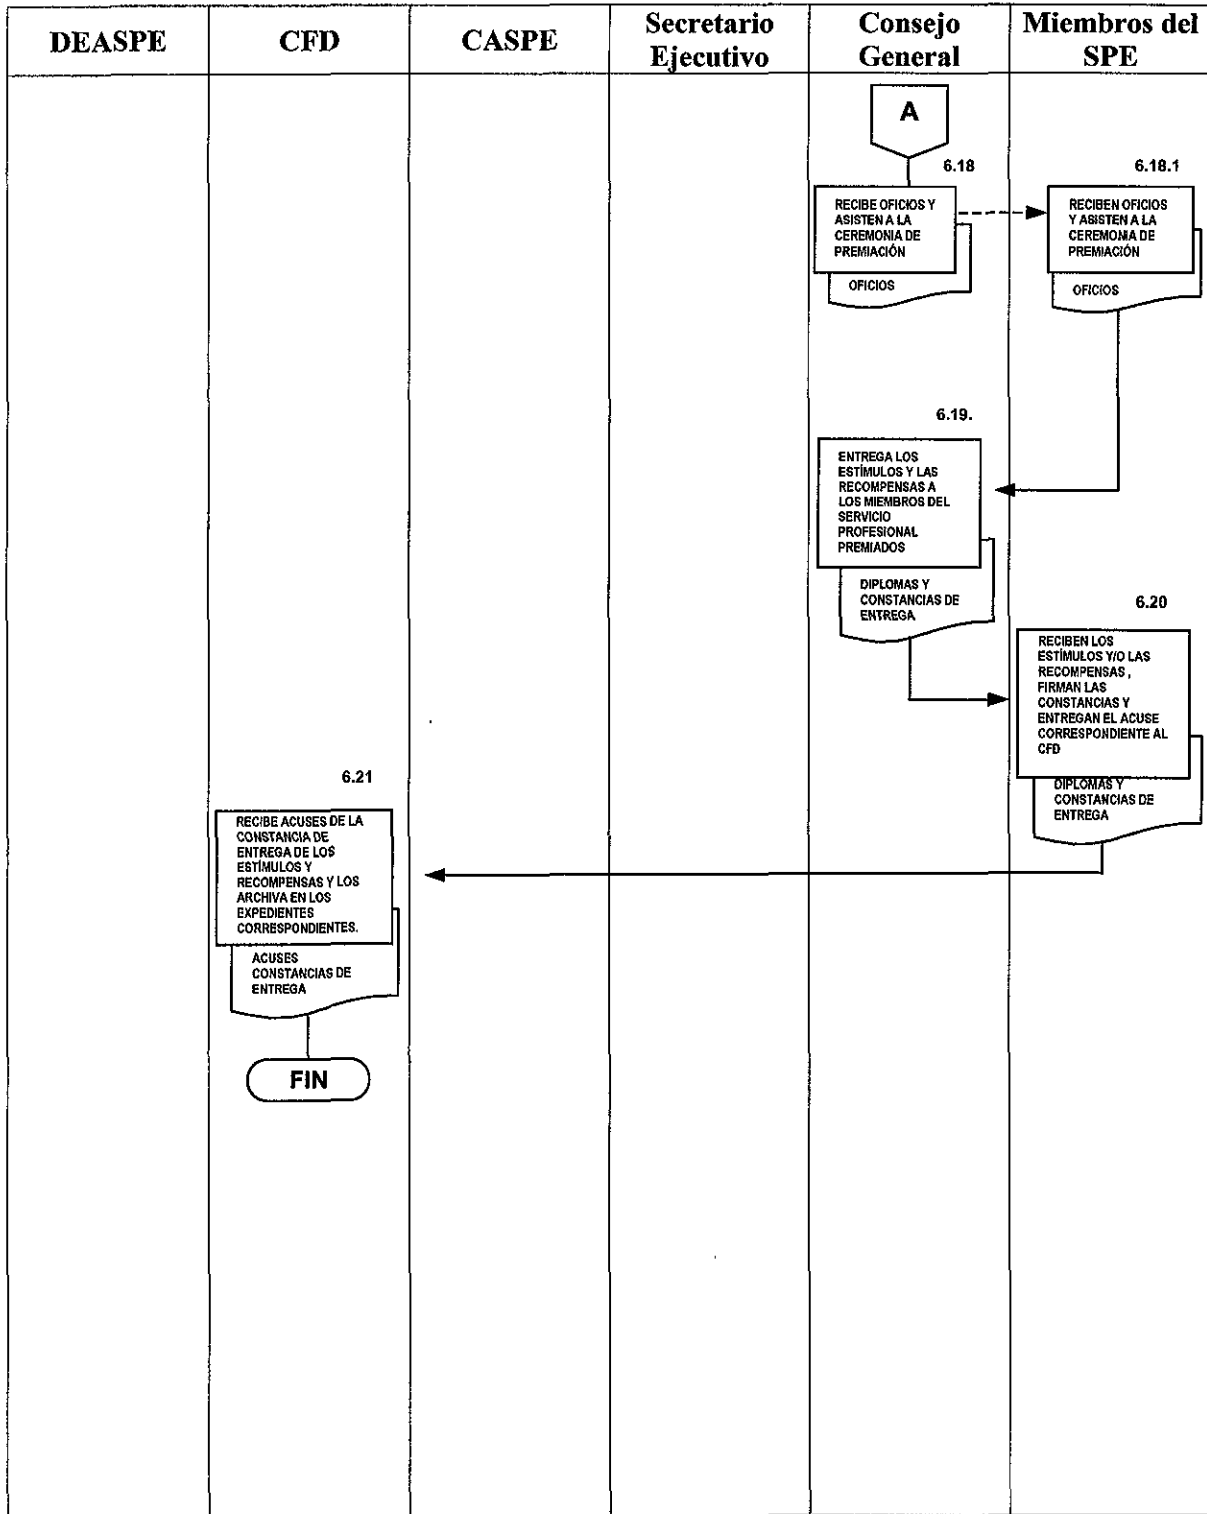 DEASPE
CFD
CASPE
Secretario
Ejecutivo
Consejo
General
Miembros del
SPE
A
6.18
RECIBE OFICIOS Y
ASISTEN A LA
CEREMONIA DE
PREMIACIÓN
OFICIOS
6.18.1
RECIBEN OFICIOS
Y ASISTEN A LA
CEREMONIA DE
PREMIACIÓN
OFICIOS
6.19.
ENTREGA LOS
ESTÍMULOS Y LAS
RECOMPENSAS A
LOS MIEMBROS DEL
SERVICIO
PROFESIONAL
PREMIADOS
DIPLOMAS Y
CONSTANCIAS DE
ENTREGA
6.20
RECIBEN LOS
ESTÍMULOS Y/O LAS
RECOMPENSAS ,
FIRMAN LAS
CONSTANCIAS Y
ENTREGAN EL ACUSE
CORRESPONDIENTE AL
CFD
DIPLOMAS Y
CONSTANCIAS DE
ENTREGA
6.21
RECIBE ACUSES DE LA
CONSTANCIA DE
ENTREGA DE LOS
ESTÍMULOS Y
RECOMPENSAS Y LOS
ARCHIVA EN LOS
EXPEDIENTES
CORRESPONDIENTES.
ACUSES
CONSTANCIAS DE
ENTREGA
FIN